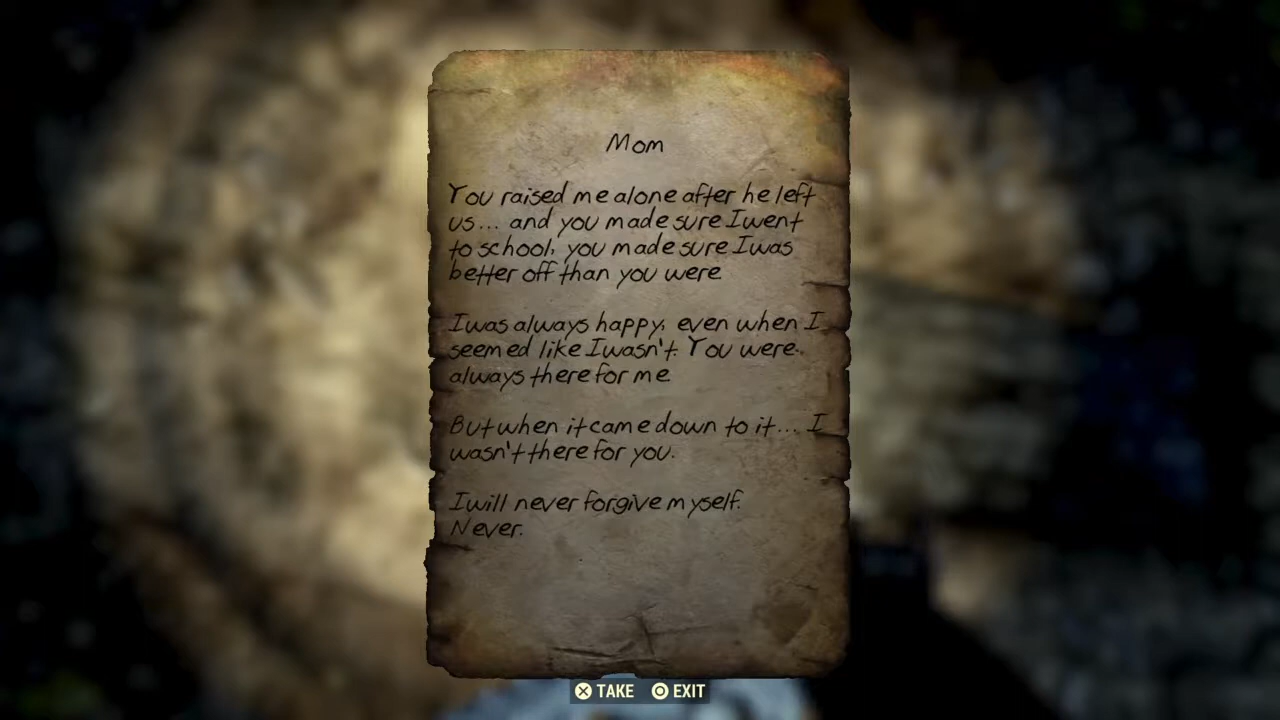 Mom
You raised me alone after he left
us... and you made sure I went
to school, you made sure I was
better off than you were.
I was always happy, even when I
seemed like I wasn't. You were
always there for me.
But when it came down to it... I
wasn't there for you.
I will never forgive myself.
Never.
TAKE EXIT